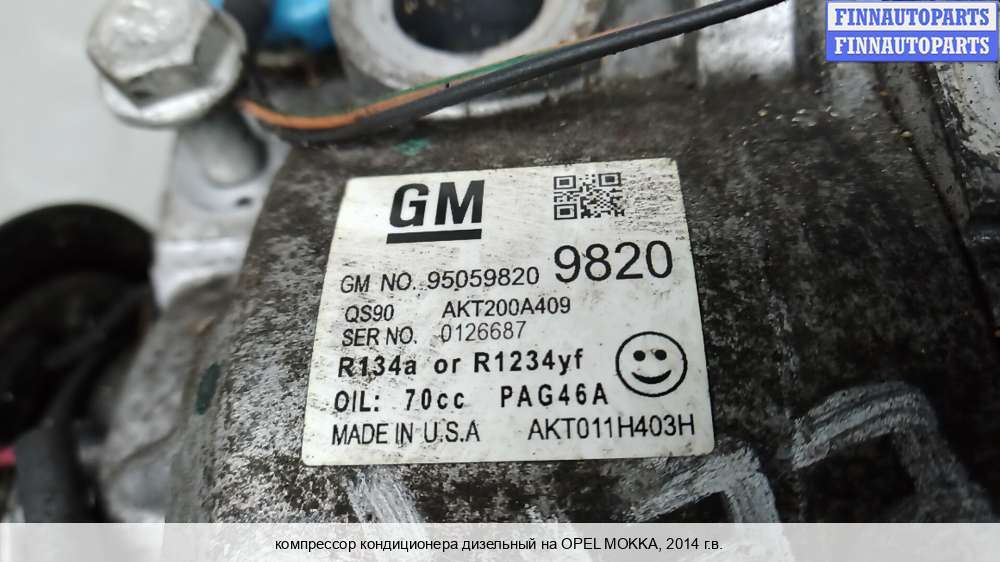 FINNAUTOPARTS
FINNAUTOPARTS
GM
GM NO. 95059820 9820
QS90 AKT200A409
SER NO. 0126687
R134a or R1234yf
OIL: 70cc PAG46A
MADE IN U.S.A AKT011H403H
компрессор кондиционера дизельный на OPEL MOKKA, 2014 г.в.